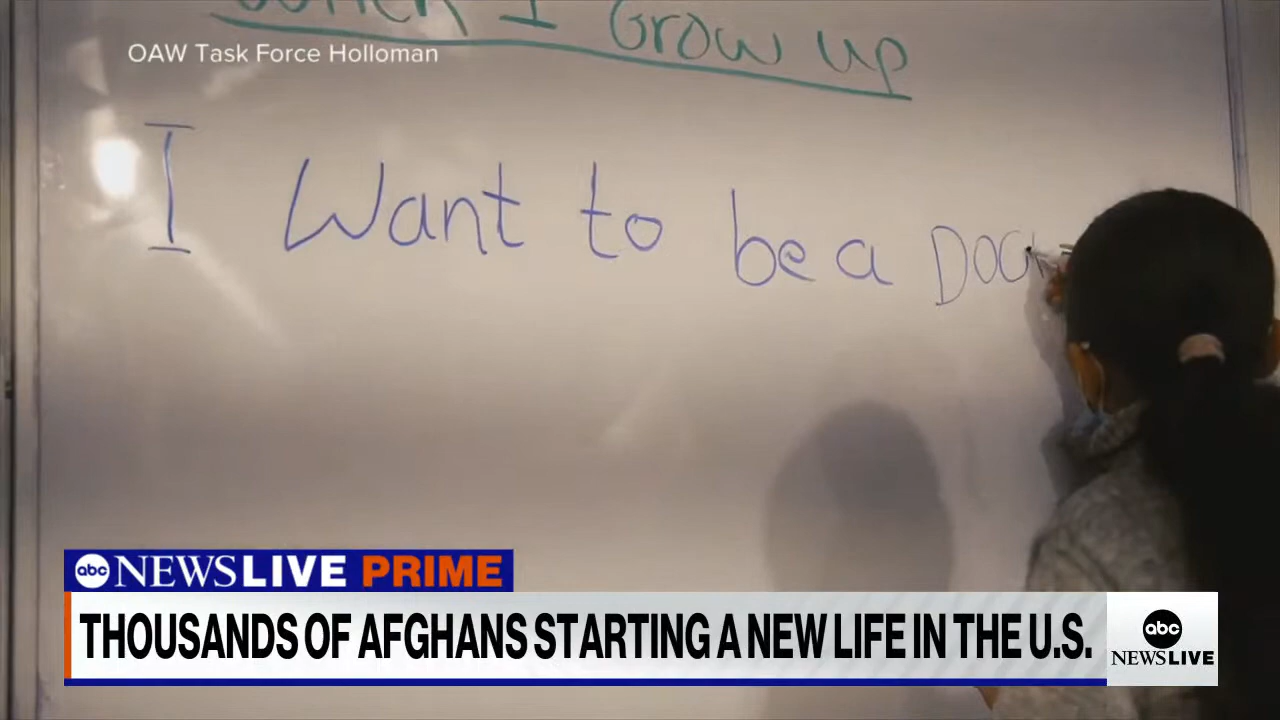 When I Grow up
OAW Task Force Holloman
I Want to be a
abc NEWS LIVE PRIME
THOUSANDS OF AFGHANS STARTING A NEW LIFE IN THE U.S.
abc
NEWS LIVE